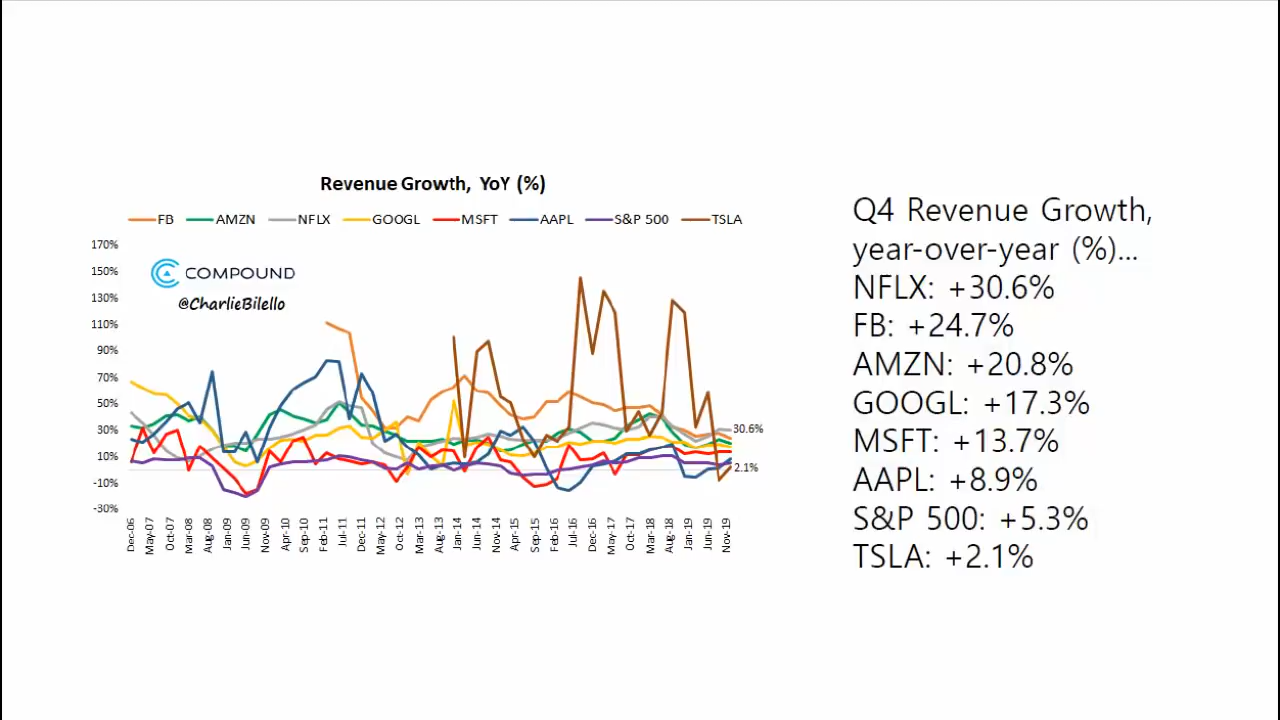 Revenue Growth, YoY (%)
FB AMZN NFLX GOOGL MSFT AAPL S&P 500 TSLA
170%
150%
130%
110%
90%
70%
50%
30%
10%
-10%
-30%
COMPOUND
@CharlieBilello
30.6%
2.1%
Dec-06 May-07 Oct-07 Mar-08 Aug-08 Jan-09 Jun-09 Nov-09 Apr-10 Sep-10 Feb-11 Jul-11 Dec-11 May-12 Oct-12 Mar-13 Aug-13 Jan-14 Jun-14 Nov-14 Apr-15 Sep-15 Feb-16 Jul-16 Dec-16 May-17 Oct-17 Mar-18 Aug-18 Jan-19 Jun-19 Nov-19
Q4 Revenue Growth,
year-over-year (%)...
NFLX: +30.6%
FB: +24.7%
AMZN: +20.8%
GOOGL: +17.3%
MSFT: +13.7%
AAPL: +8.9%
S&P 500: +5.3%
TSLA: +2.1%